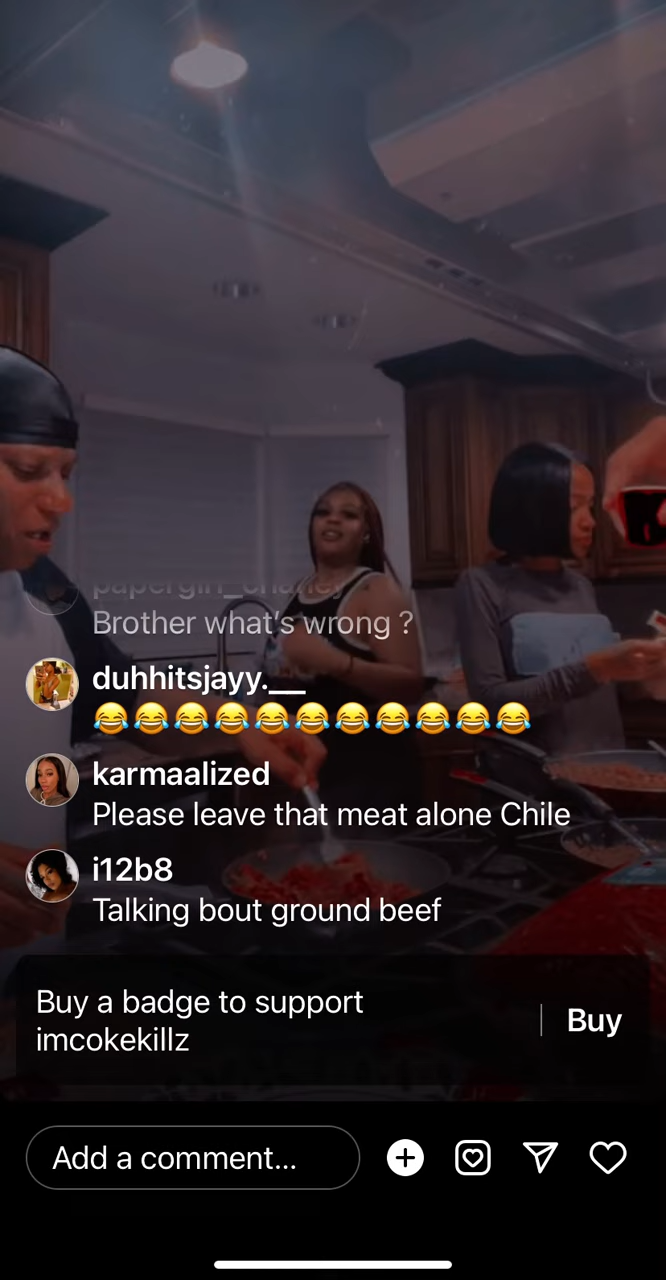 Brother what's wrong ?
duhhitsjayy.__
😂😂😂😂😂😂😂😂😂😂😂
karmaalized
Please leave that meat alone Chile
i12b8
Talking bout ground beef
Buy a badge to support
imcokekillz
Buy
Add a comment...